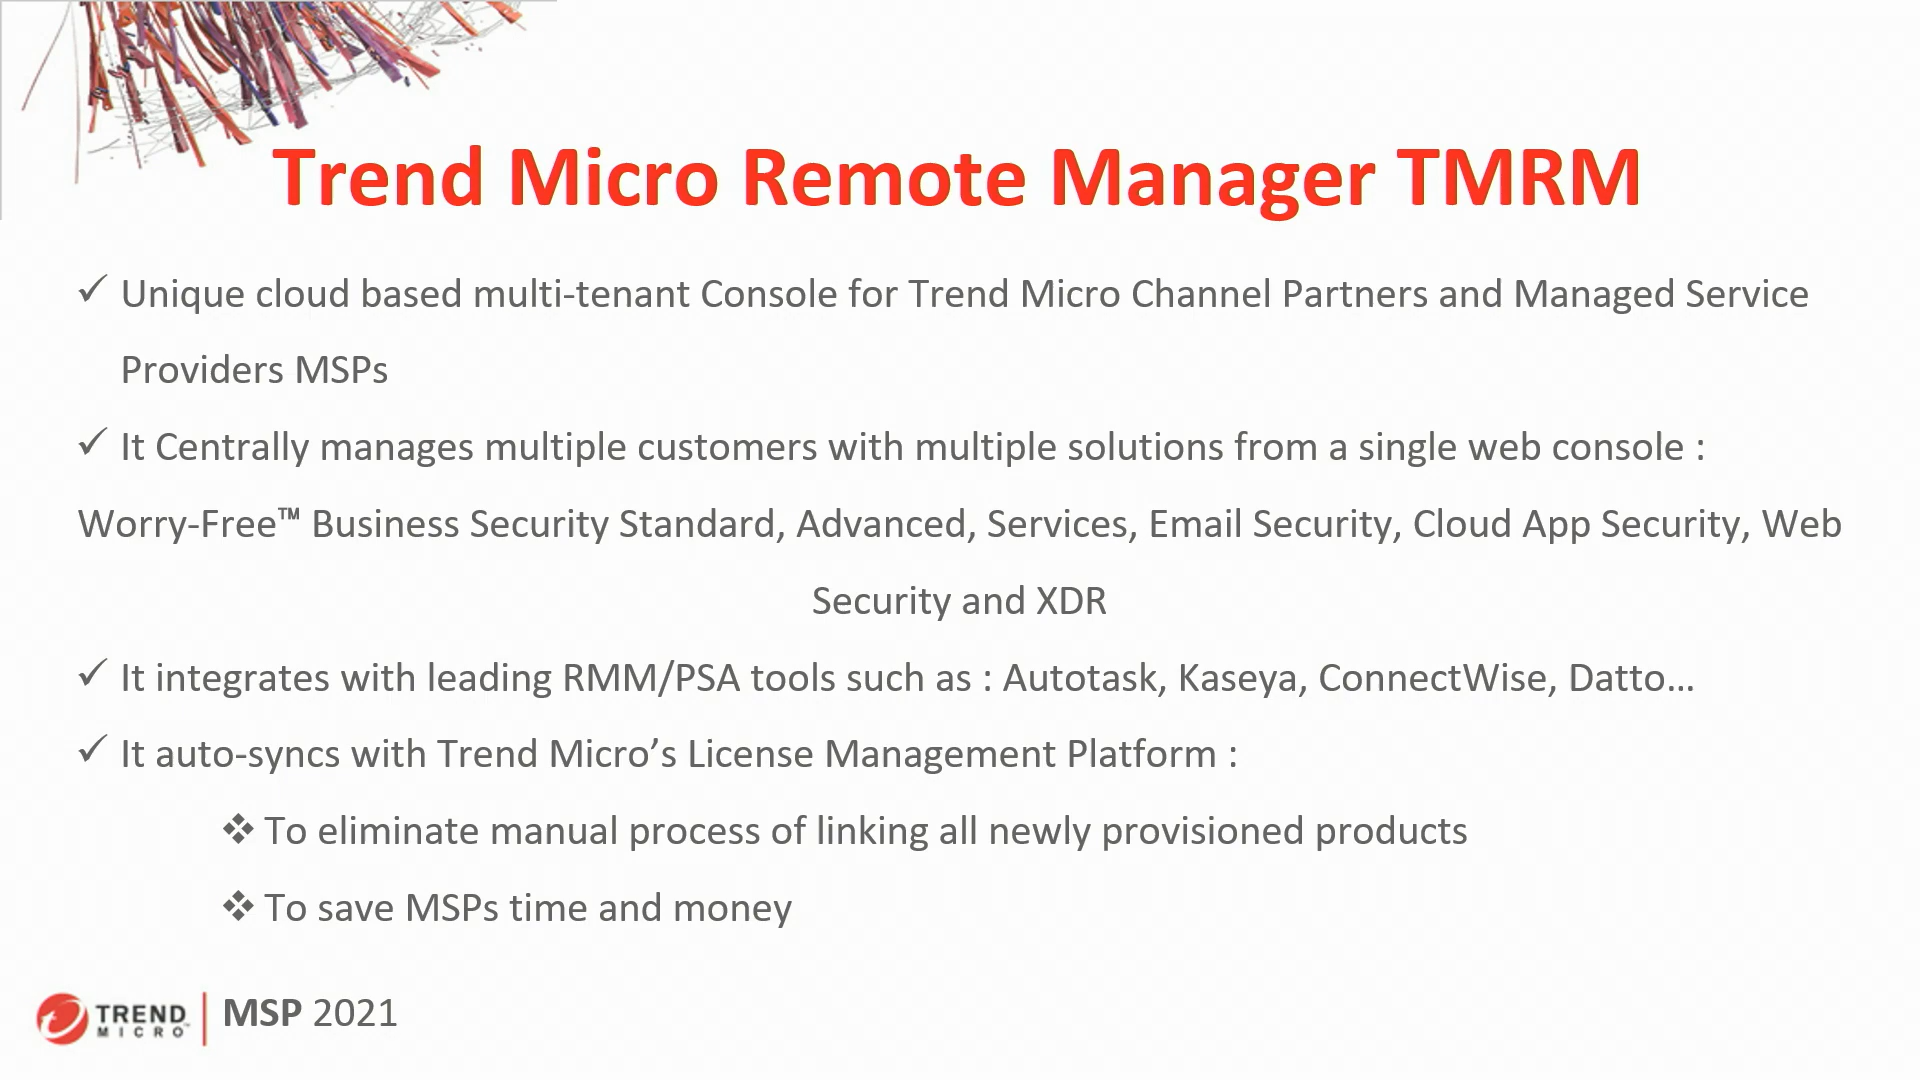 Trend Micro Remote Manager TMRM
✓ Unique cloud based multi-tenant Console for Trend Micro Channel Partners and Managed Service
Providers MSPs
✓ It Centrally manages multiple customers with multiple solutions from a single web console :
Worry-Free™ Business Security Standard, Advanced, Services, Email Security, Cloud App Security, Web
Security and XDR
✓ It integrates with leading RMM/PSA tools such as : Autotask, Kaseya, ConnectWise, Datto…
✓ It auto-syncs with Trend Micro’s License Management Platform :
❖ To eliminate manual process of linking all newly provisioned products
❖ To save MSPs time and money
TREND
MICRO™
MSP 2021